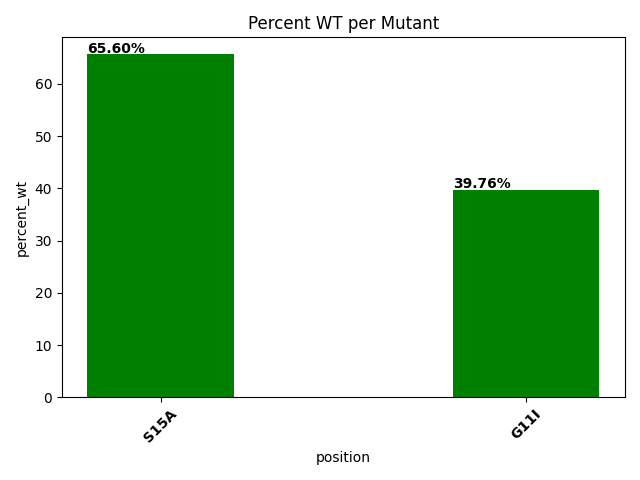 Percent WT per Mutant
65.60%
39.76%
percent_wt
60
50
40
30
20
10
0
S15A
G11I
position